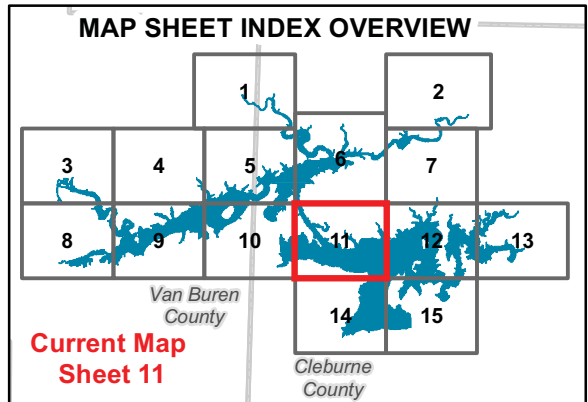 MAP SHEET INDEX OVERVIEW
1
2
3
4
5
6
7
8
9
10
11
12
13
Van Buren
County
14
15
Current Map
Sheet 11
Cleburne
County